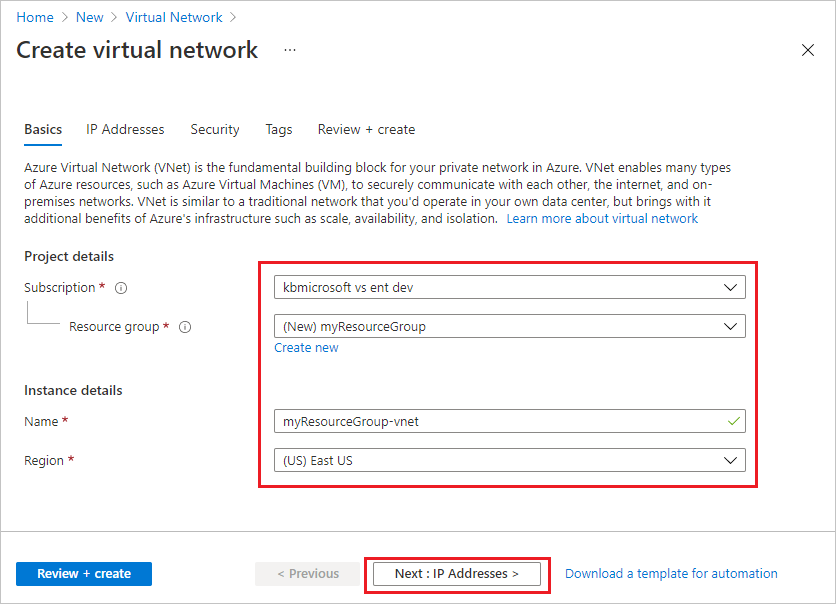 Home > New > Virtual Network >
Create virtual network ...
Basics IP Addresses Security Tags Review + create
Azure Virtual Network (VNet) is the fundamental building block for your private network in Azure. VNet enables many types
of Azure resources, such as Azure Virtual Machines (VM), to securely communicate with each other, the internet, and on-
premises networks. VNet is similar to a traditional network that you'd operate in your own data center, but brings with it
additional benefits of Azure's infrastructure such as scale, availability, and isolation. Learn more about virtual network
Project details
Subscription * kbmicrosoft vs ent dev
Resource group * (New) myResourceGroup
Create new
Instance details
Name * myResourceGroup-vnet
Region * (US) East US
Review + create < Previous Next : IP Addresses > Download a template for automation